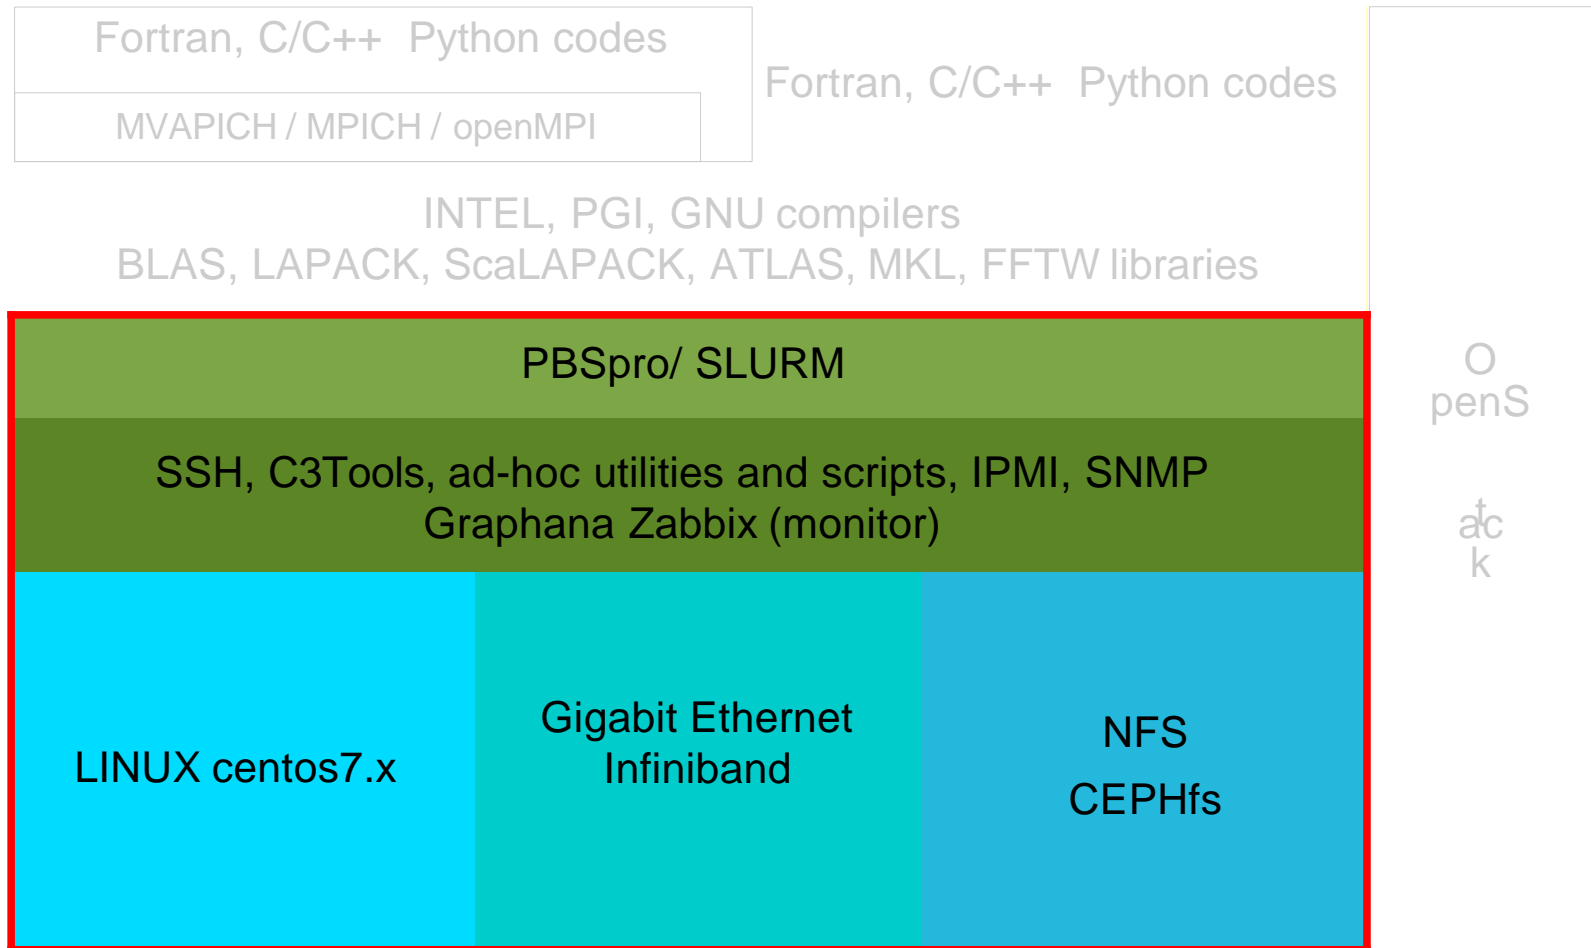 Fortran, C/C++ Python codes
MVAPICH / MPICH / openMPI
Fortran, C/C++ Python codes
INTEL, PGI, GNU compilers
BLAS, LAPACK, ScaLAPACK, ATLAS, MKL, FFTW libraries
PBSpro/ SLURM
SSH, C3Tools, ad-hoc utilities and scripts, IPMI, SNMP
Graphana Zabbix (monitor)
LINUX centos7.x
Gigabit Ethernet
Infiniband
NFS
CEPHfs
O
penS
t
ac
k